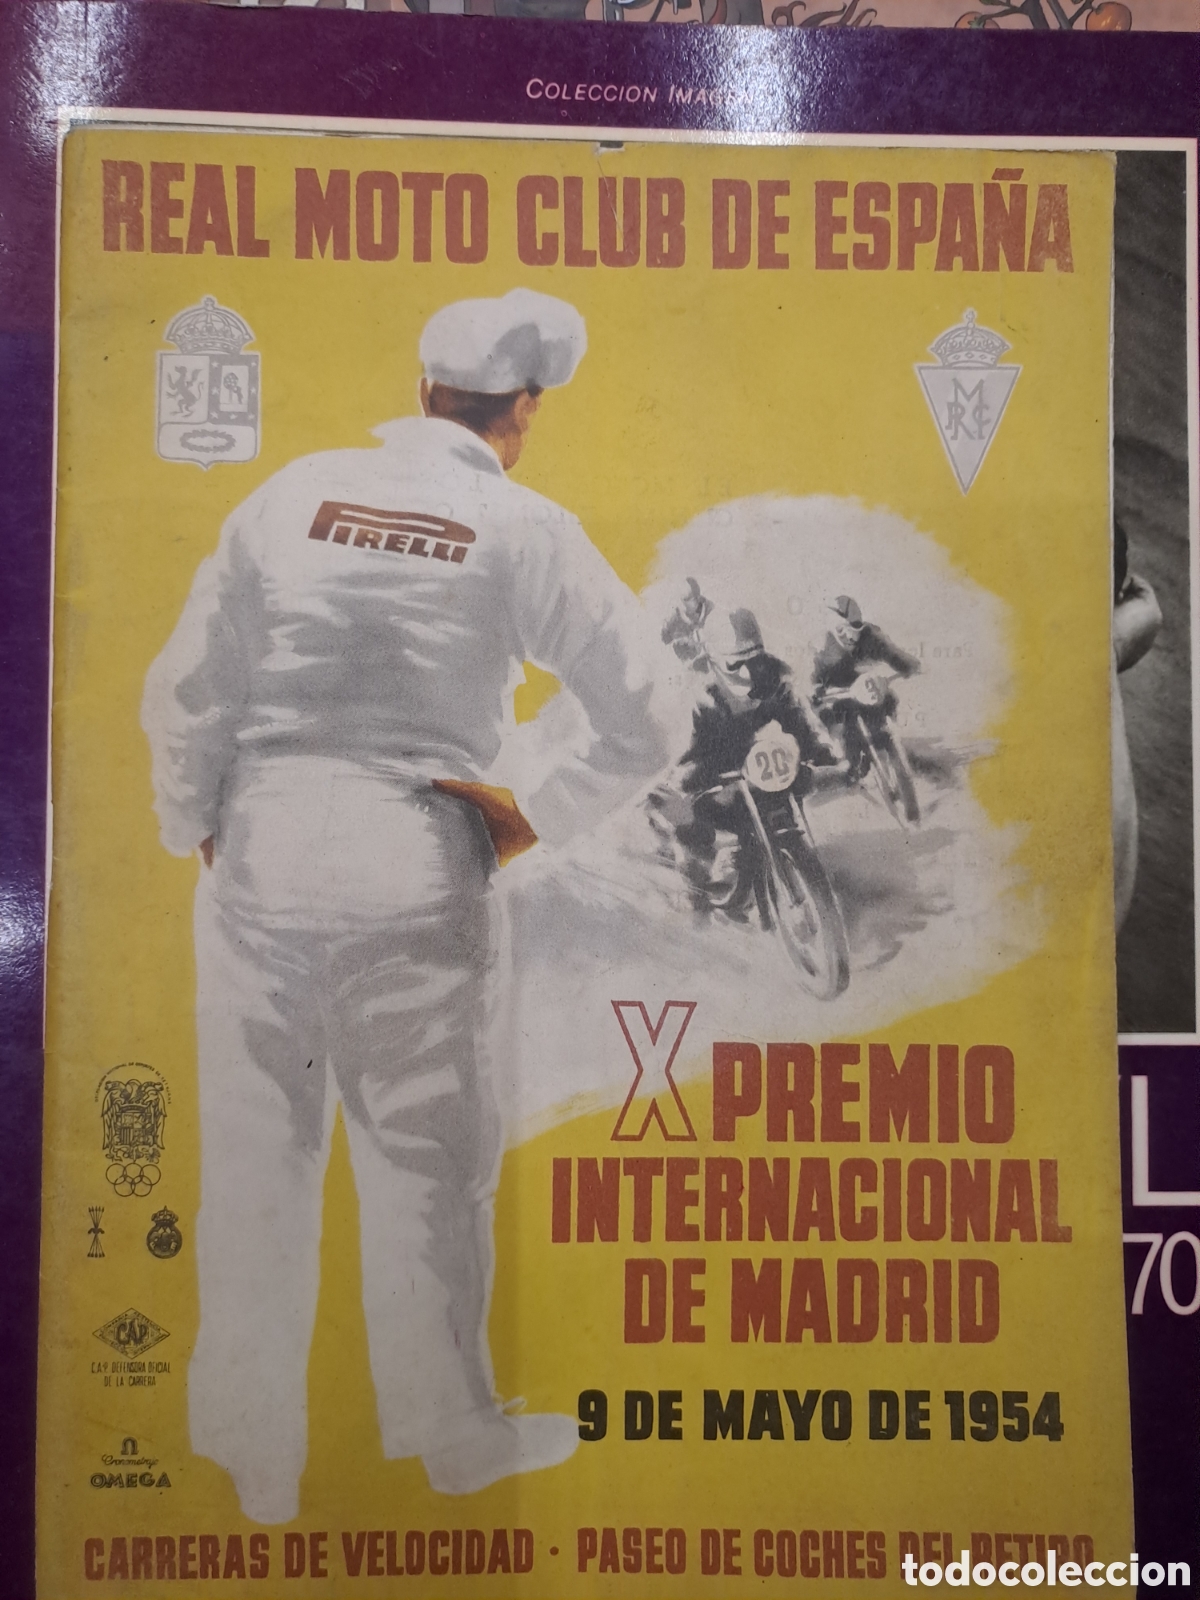 COLECCION IMAGEN
REAL MOTO CLUB DE ESPAÑA
PIRELLI
20
X PREMIO
INTERNACIONAL
DE MADRID
9 DE MAYO DE 1954
CAP
C.A.P. DEFENSORA OFICIAL
DE LA CARRERA
Ω
Cronometraje
OMEGA
CARRERAS DE VELOCIDAD · PASEO DE COCHES DEL RETIRO
L
70
todocoleccion